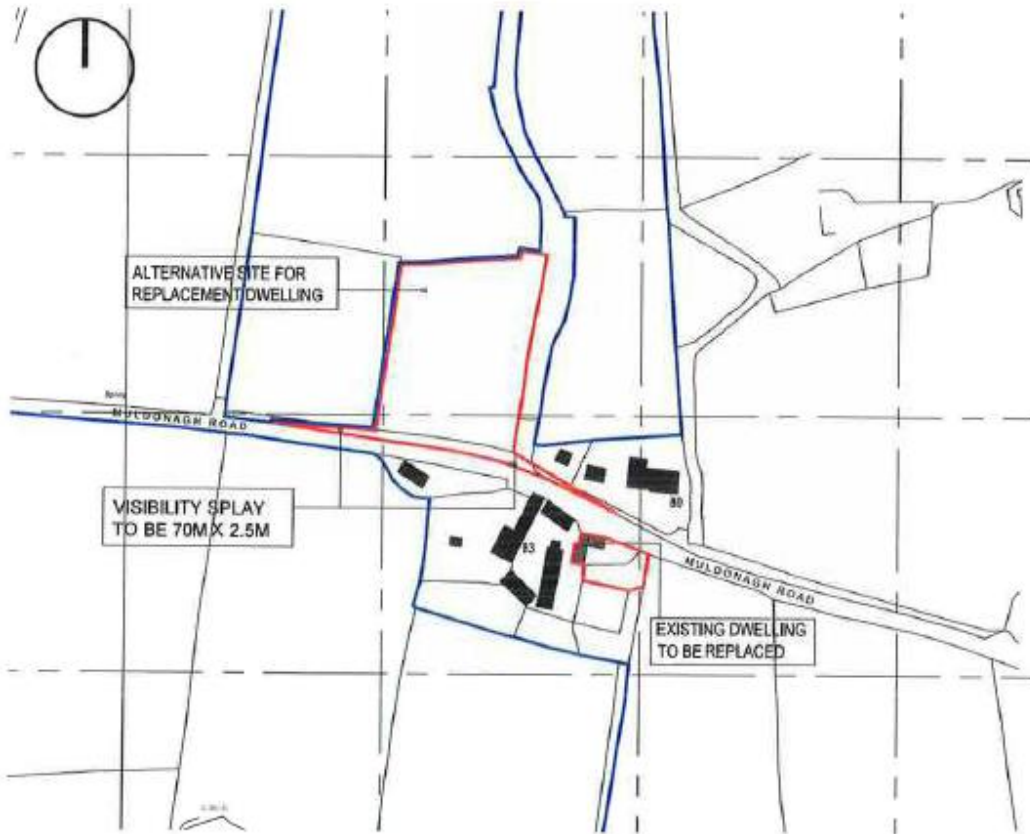 ALTERNATIVE SITE FOR
REPLACEMENT DWELLING
MULDONAGH ROAD
VISIBILITY SPLAY
TO BE 70M X 2.5M
80
83
MULDONAGH ROAD
EXISTING DWELLING
TO BE REPLACED